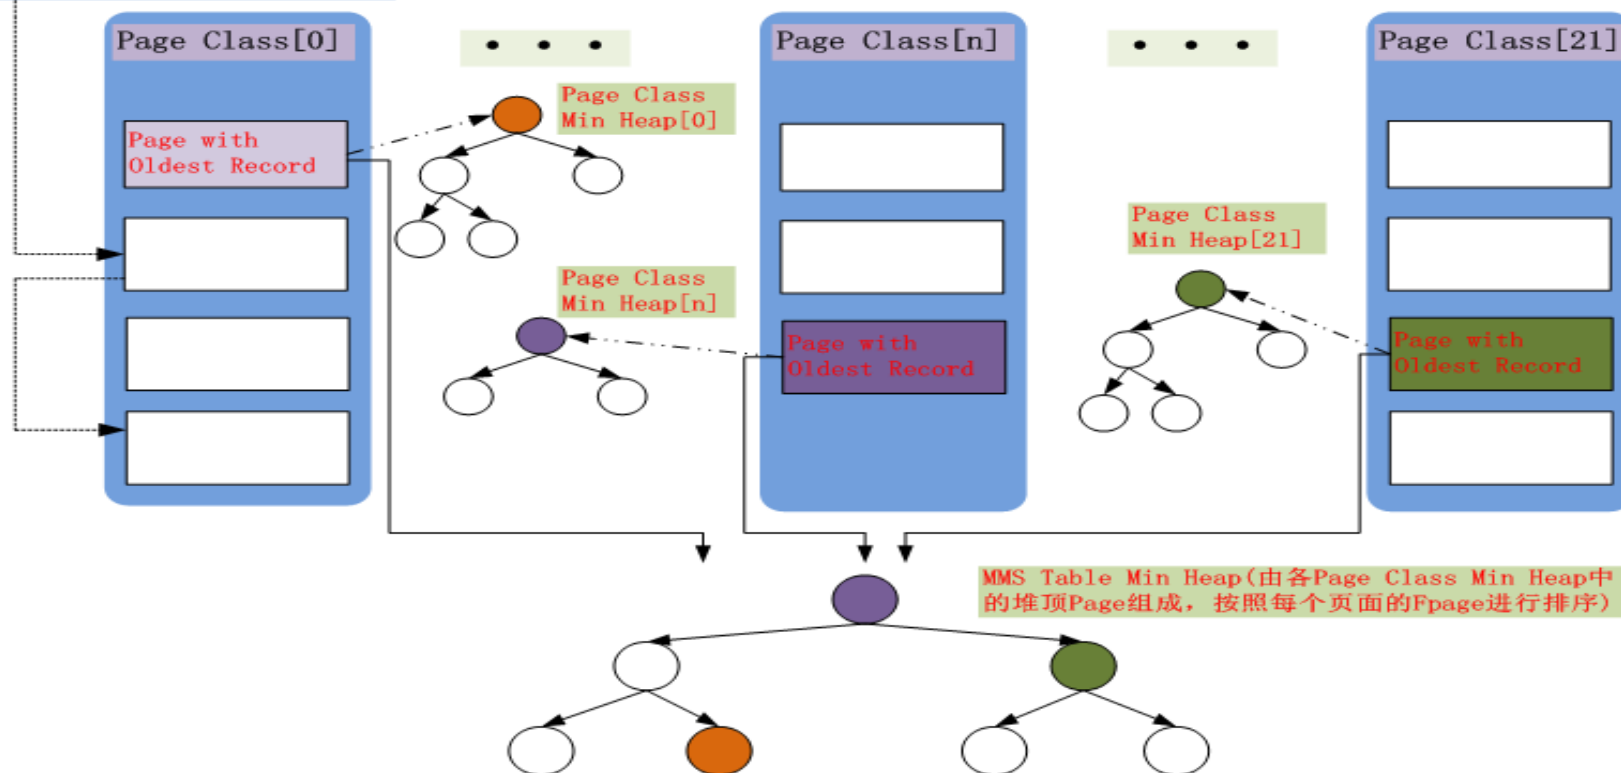 Page Class[0]
• • •
Page Class[n]
• • •
Page Class[21]
Page with
Oldest Record
Page Class
Min Heap[0]
Page Class
Min Heap[n]
Page with
Oldest Record
Page Class
Min Heap[21]
Page with
Oldest Record
MMS Table Min Heap(由各Page Class Min Heap中
的堆顶Page组成，按照每个页面的Fpage进行排序)